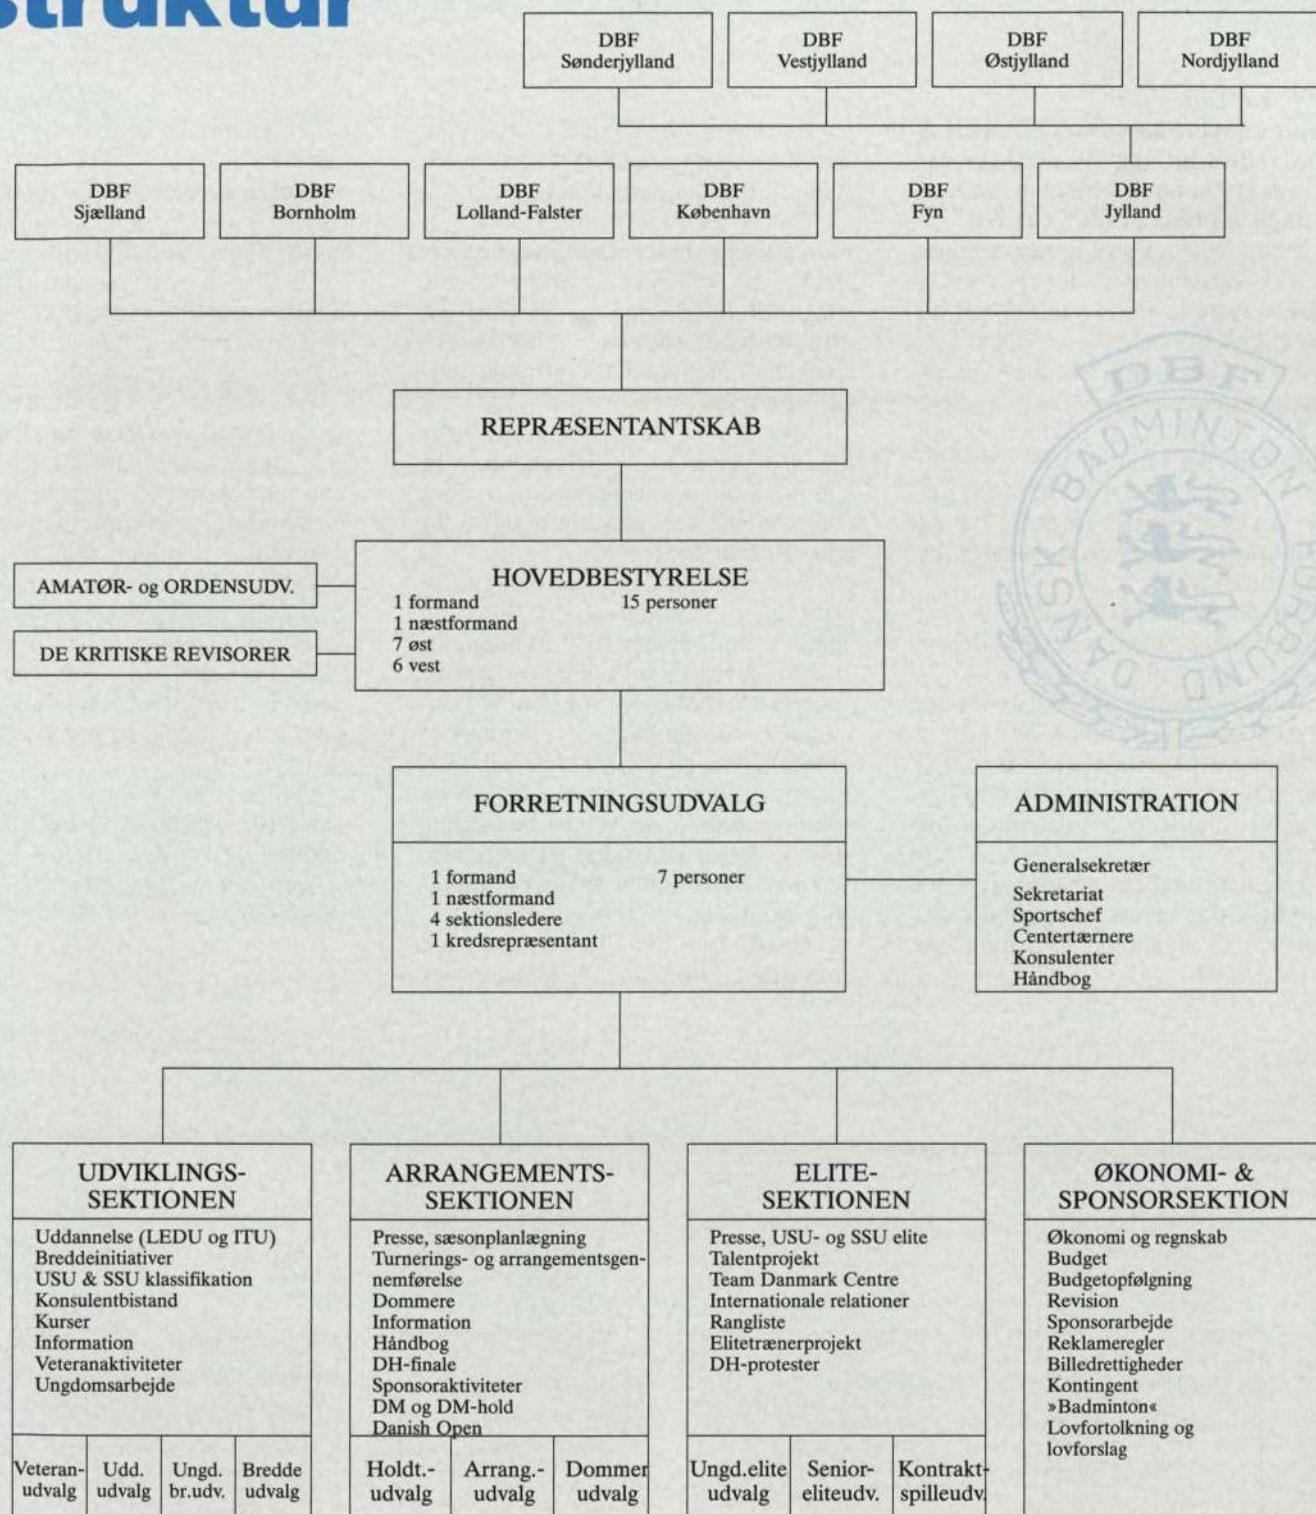 struktur
DBF
Sønderjylland
DBF
Vestjylland
DBF
Østjylland
DBF
Nordjylland
DBF
Sjælland
DBF
Bornholm
DBF
Lolland-Falster
DBF
København
DBF
Fyn
DBF
Jylland
REPRÆSENTANTSKAB
DBF
DANSK BADMINTON FORBUND
AMATØR- og ORDENSUDV.
DE KRITISKE REVISORER
HOVEDBESTYRELSE
1 formand 15 personer
1 næstformand
7 øst
6 vest
FORRETNINGSUDVALG
1 formand 7 personer
1 næstformand
4 sektionsledere
1 kredsrepræsentant
ADMINISTRATION
Generalsekretær
Sekretariat
Sportschef
Centertærnere
Konsulenter
Håndbog
UDVIKLINGS-
SEKTIONEN
Uddannelse (LEDU og ITU)
Breddeinitiativer
USU & SSU klassifikation
Konsulentbistand
Kurser
Information
Veteranaktiviteter
Ungdomsarbejde
Veteran-
udvalg
Udd.
udvalg
Ungd.
br.udv.
Bredde
udvalg
ARRANGEMENTS-
SEKTIONEN
Presse, sæsonplanlægning
Turnerings- og arrangementsgen-
nemførelse
Dommere
Information
Håndbog
DH-finale
Sponsoraktiviteter
DM og DM-hold
Danish Open
Holdt.-
udvalg
Arrang.-
udvalg
Dommer
udvalg
ELITE-
SEKTIONEN
Presse, USU- og SSU elite
Talentprojekt
Team Danmark Centre
Internationale relationer
Rangliste
Elitetrænerprojekt
DH-protester
Ungd.elite
udvalg
Senior-
eliteudv.
Kontrakt-
spilleudv.
ØKONOMI- &
SPONSORSEKTION
Økonomi og regnskab
Budget
Budgetopfølgning
Revision
Sponsorarbejde
Reklameregler
Billedrettigheder
Kontingent
»Badminton«
Lovfortolkning og
lovforslag